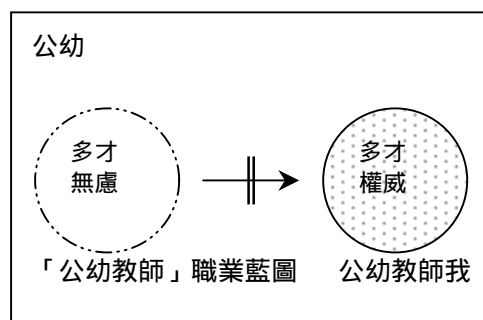 公幼
多才
無慮
多才
權威
「公幼教師」職業藍圖
公幼教師我